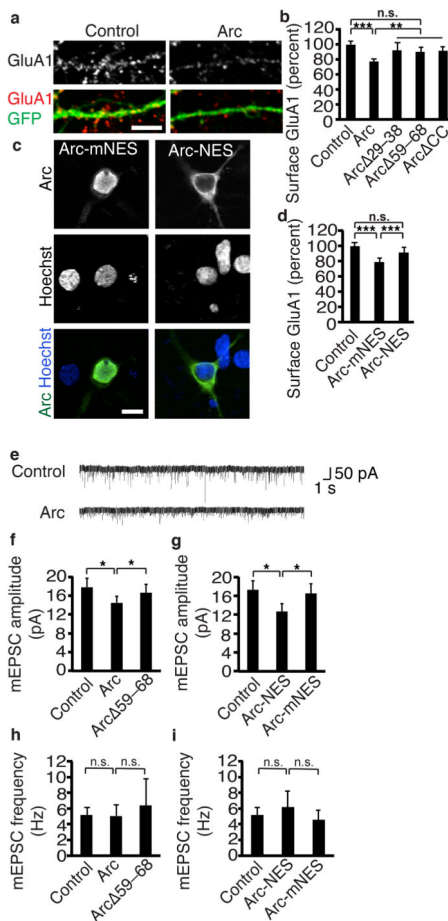 a
Control
Arc
GluA1
GluA1
GFP
b
n.s.
*** **
Surface GluA1 (percent)
120
100
80
60
40
20
0
Control
Arc
ArcΔ29–38
ArcΔ59–68
ArcΔCC
c
Arc-mNES
Arc-NES
Arc
Hoechst
Arc Hoechst
d
n.s.
*** ***
Surface GluA1 (percent)
120
100
80
60
40
20
0
Control
Arc-mNES
Arc-NES
e
Control
Arc
50 pA
1 s
f
* *
mEPSC amplitude
(pA)
20
16
12
8
4
0
Control
Arc
ArcΔ59–68
g
* *
mEPSC amplitude
(pA)
20
16
12
8
4
0
Control
Arc-NES
Arc-mNES
h
n.s. n.s.
mEPSC frequency
(Hz)
12
10
8
6
4
2
0
Control
Arc
ArcΔ59–68
i
n.s. n.s.
mEPSC frequency
(Hz)
12
10
8
6
4
2
0
Control
Arc-NES
Arc-mNES